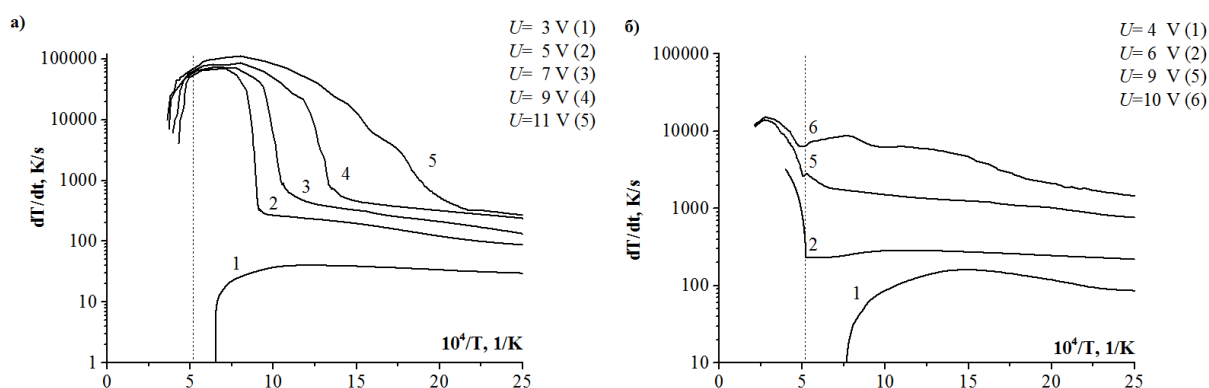 а)
U= 3 V (1)
U= 5 V (2)
U= 7 V (3)
U= 9 V (4)
U=11 V (5)
dT/dt, K/s
100000
10000
1000
100
10
1
5
4
3
2
1
0 5 10 15 20 25
10⁴/T, 1/K
б)
U= 4 V (1)
U= 6 V (2)
U= 9 V (5)
U=10 V (6)
dT/dt, K/s
100000
10000
1000
100
10
6
5
2
1
0 5 10 15 20 25
10⁴/T, 1/K